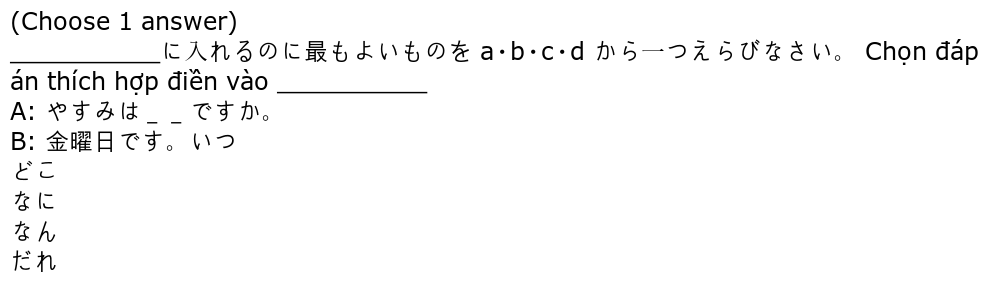 (Choose 1 answer)
____________に入れるのに最もよいものを a・b・c・d から一つえらびなさい。 Chọn đáp
án thích hợp điền vào ____________
A: やすみは _ _ ですか。
B: 金曜日です。いつ
どこ
なに
なん
だれ